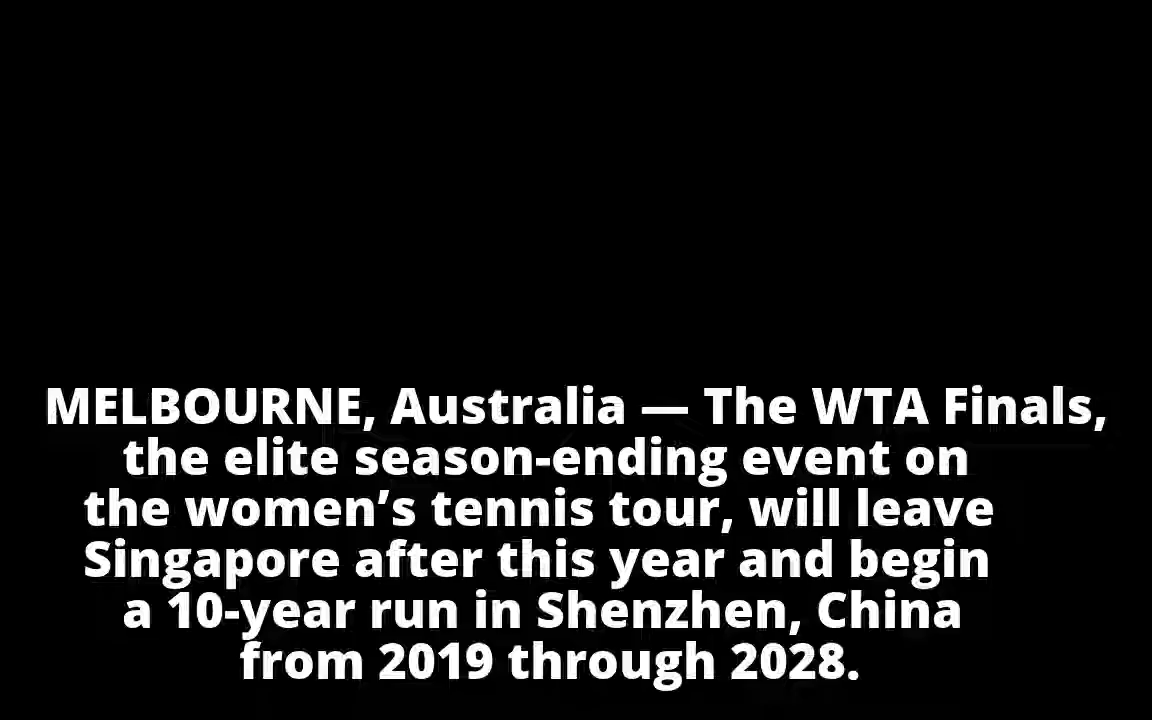 MELBOURNE, Australia — The WTA Finals,
the elite season-ending event on
the women’s tennis tour, will leave
Singapore after this year and begin
a 10-year run in Shenzhen, China
from 2019 through 2028.